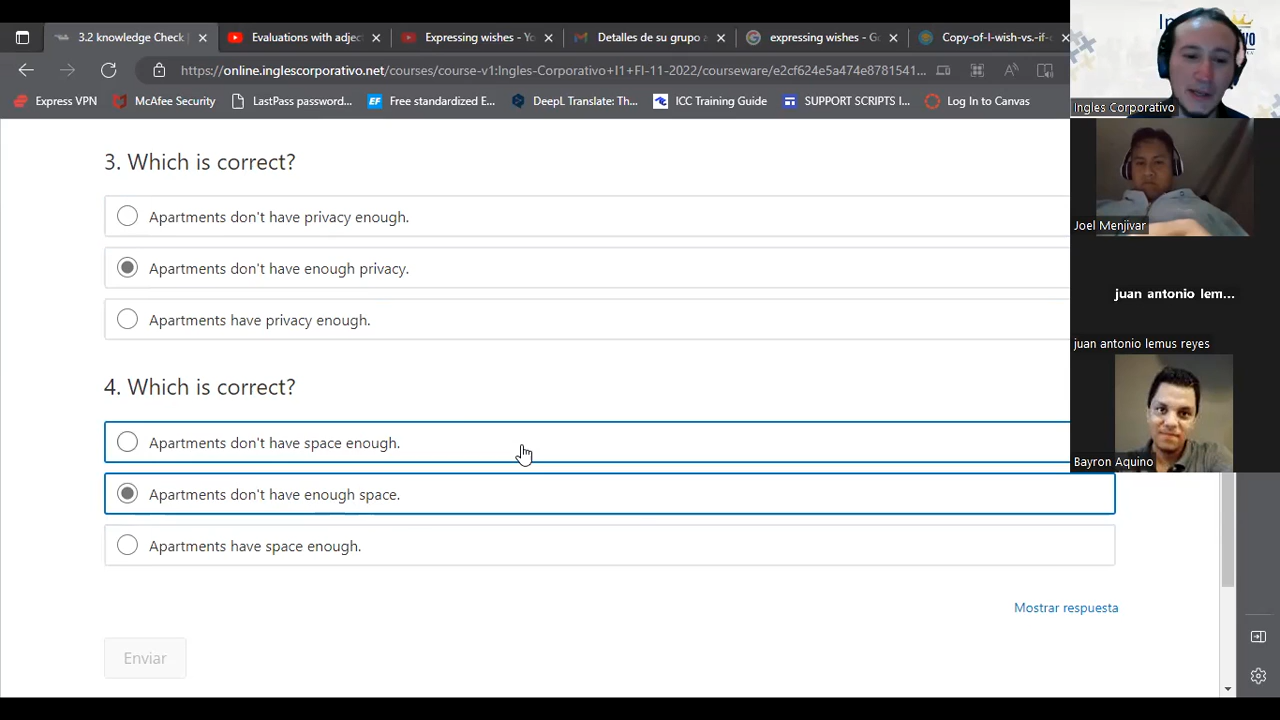 3.2 knowledge Check
Evaluations with adject
Expressing wishes - Yo
Detalles de su grupo a
expressing wishes - Go
Copy-of-I-wish-vs.-if-o
https://online.inglescorporativo.net/courses/course-v1:Ingles-Corporativo+I1+FI-11-2022/courseware/e2cf624e5a474e8781541...
Express VPN
McAfee Security
LastPass password...
Free standardized E...
DeepL Translate: Th...
ICC Training Guide
SUPPORT SCRIPTS I...
Log In to Canvas
3. Which is correct?
Apartments don't have privacy enough.
Apartments don't have enough privacy.
Apartments have privacy enough.
4. Which is correct?
Apartments don't have space enough.
Apartments don't have enough space.
Apartments have space enough.
Mostrar respuesta
Enviar
Ingles Corporativo
Joel Menjivar
juan antonio lem...
juan antonio lemus reyes
Bayron Aquino